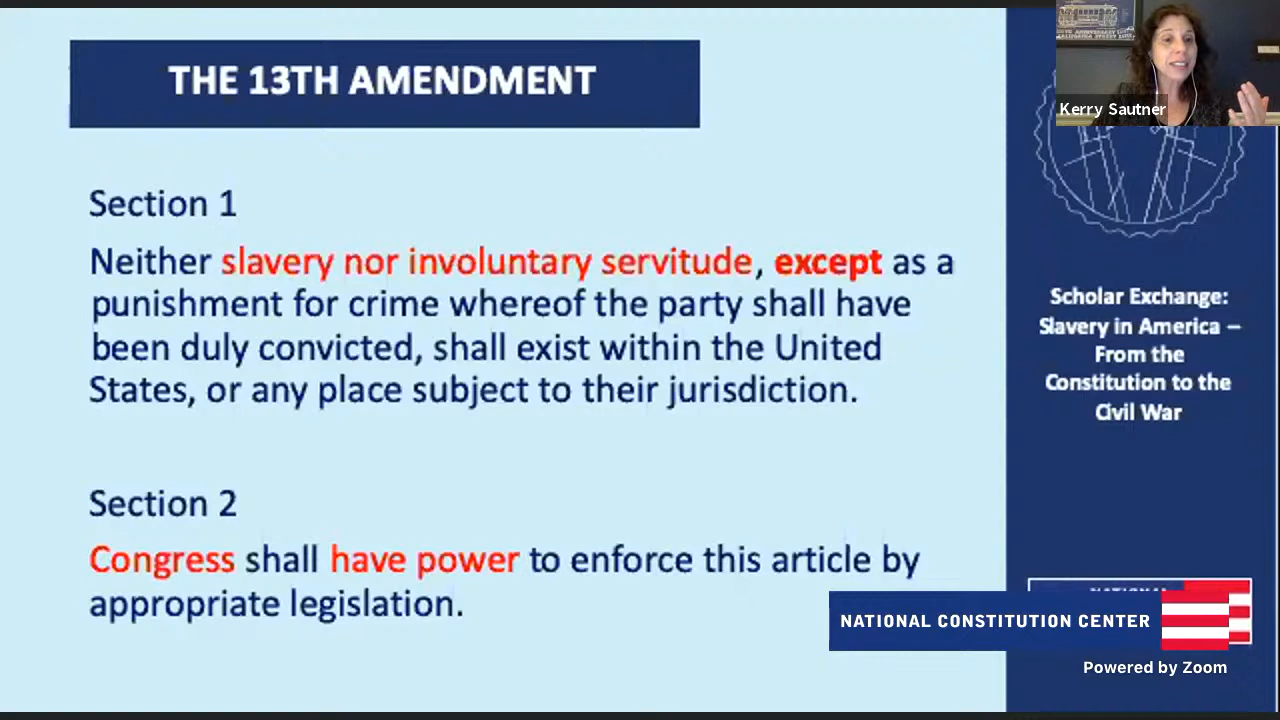 THE 13TH AMENDMENT
Section 1
Neither slavery nor involuntary servitude, except as a
punishment for crime whereof the party shall have
been duly convicted, shall exist within the United
States, or any place subject to their jurisdiction.
Section 2
Congress shall have power to enforce this article by
appropriate legislation.
Kerry Sautner
Scholar Exchange:
Slavery in America –
From the
Constitution to the
Civil War
NATIONAL
NATIONAL CONSTITUTION CENTER
Powered by Zoom